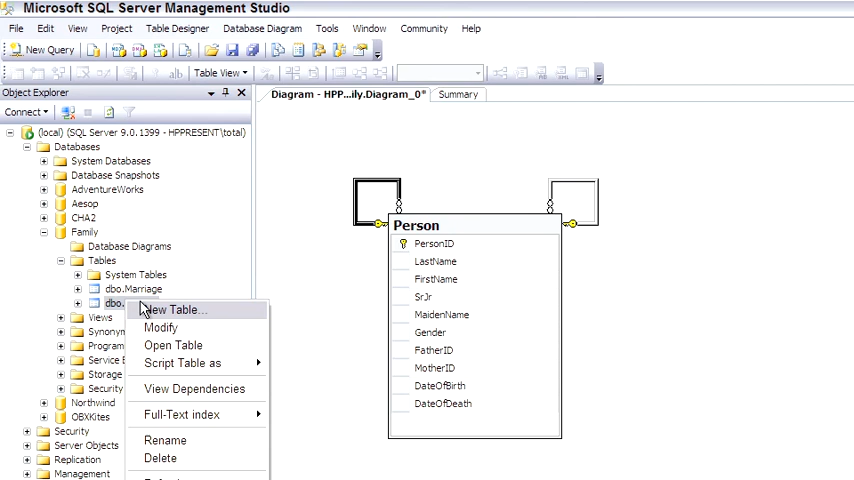 Microsoft SQL Server Management Studio
File Edit View Project Table Designer Database Diagram Tools Window Community Help
New Query
Table View
Object Explorer
Diagram - HPP...ily.Diagram_0* Summary
Connect
(local) (SQL Server 9.0.1399 - HPPRESENT\total)
Databases
System Databases
Database Snapshots
AdventureWorks
Aesop
CHA2
Family
Database Diagrams
Tables
System Tables
dbo.Marriage
dbo.
Views
Synonym
Program
Service B
Storage
Security
Northwind
OBXKites
Security
Server Objects
Replication
Management
New Table...
Modify
Open Table
Script Table as
View Dependencies
Full-Text index
Rename
Delete
Person
PersonID
LastName
FirstName
SrJr
MaidenName
Gender
FatherID
MotherID
DateOfBirth
DateOfDeath